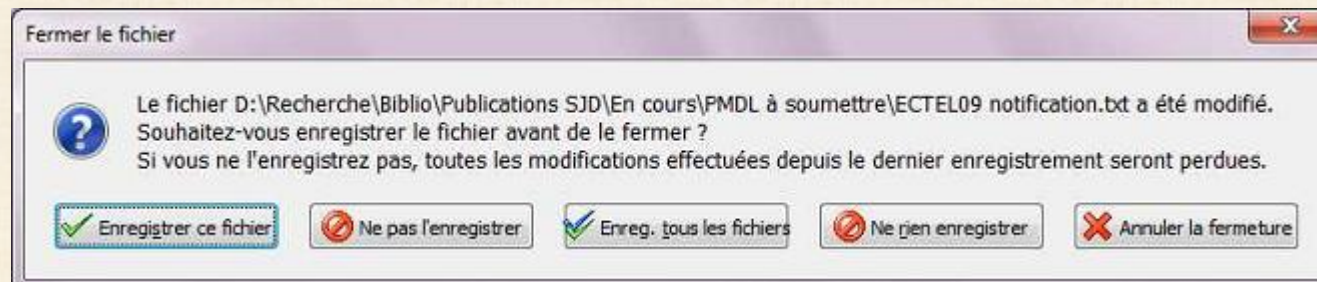 Fermer le fichier
Le fichier D:\Recherche\Biblio\Publications SJD\En cours\PMDL à soumettre\ECTEL09 notification.txt a été modifié.
Souhaitez-vous enregistrer le fichier avant de le fermer ?
Si vous ne l'enregistrez pas, toutes les modifications effectuées depuis le dernier enregistrement seront perdues.
Enregistrer ce fichier Ne pas l'enregistrer Enreg. tous les fichiers Ne rien enregistrer Annuler la fermeture